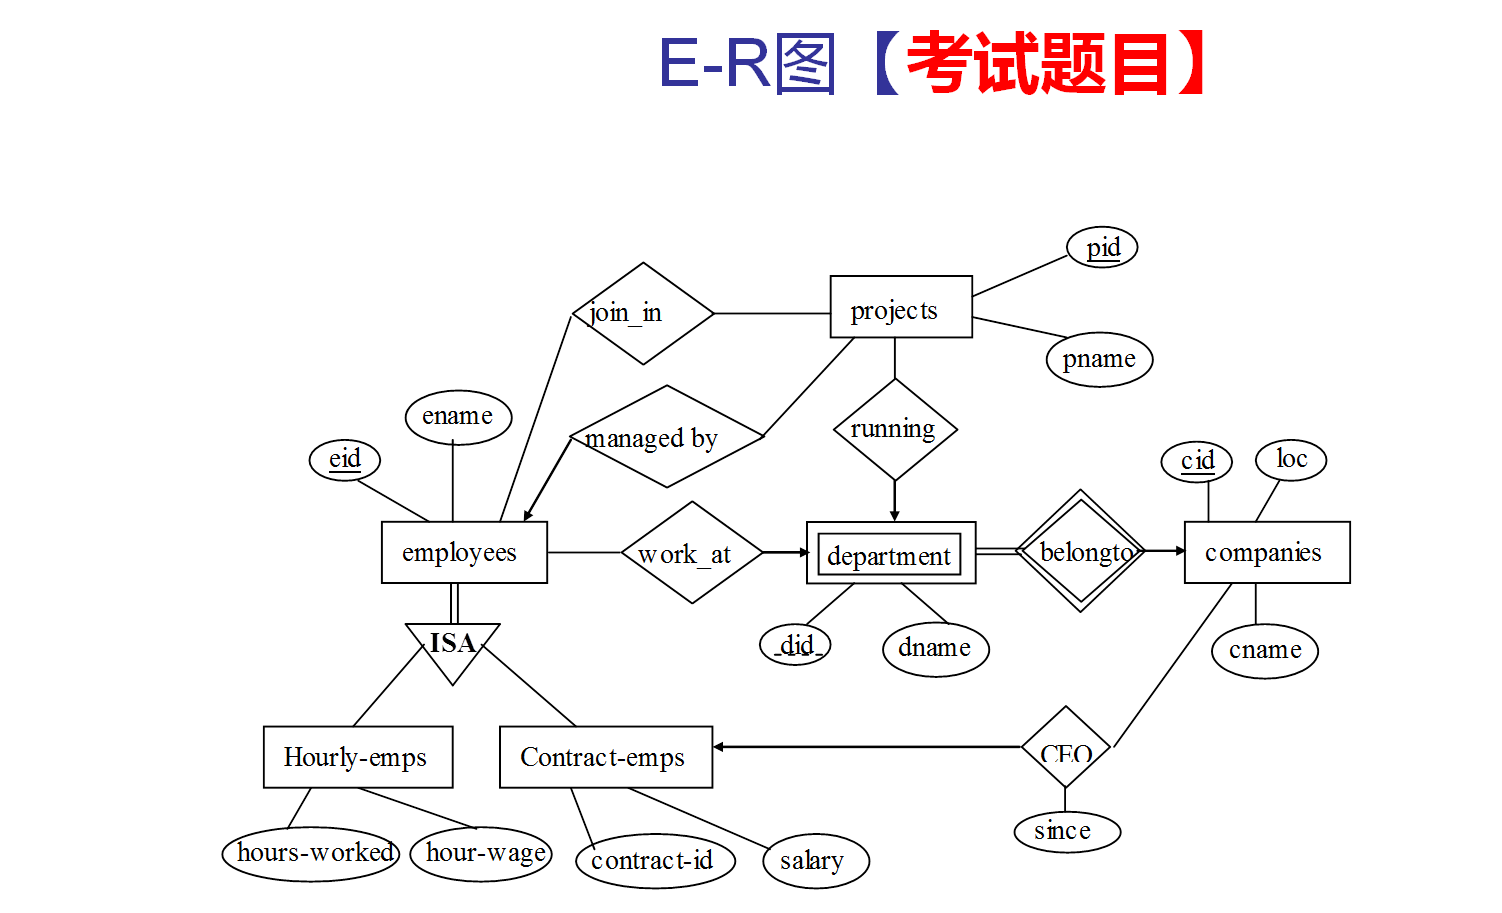 E-R图【考试题目】
pid
join_in
projects
pname
ename
managed by
running
eid
cid
loc
employees
work_at
department
belongto
companies
ISA
did
dname
cname
Hourly-emps
Contract-emps
CEO
since
hours-worked
hour-wage
contract-id
salary